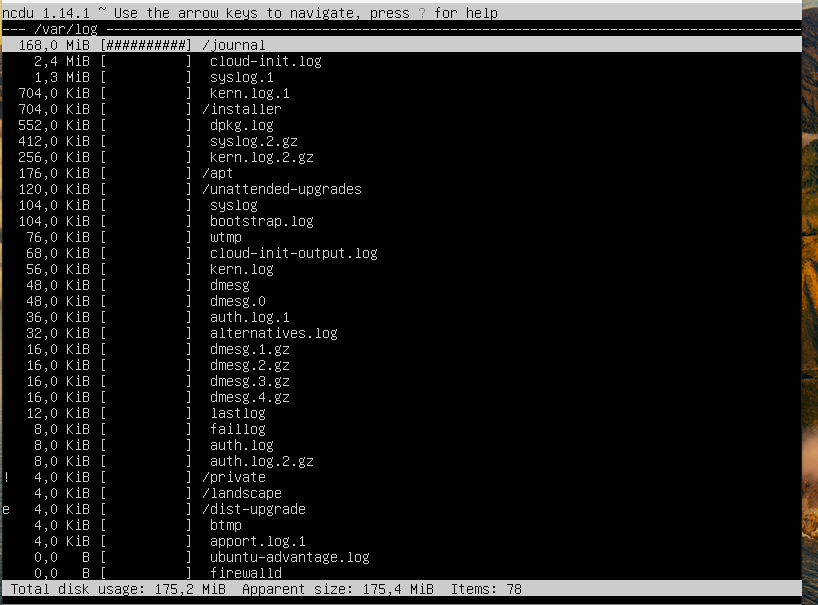 ncdu 1.14.1 ~ Use the arrow keys to navigate, press ? for help
--- /var/log ---------------------------------------------------------------------------------------
168,0 MiB [##########] /journal
2,4 MiB [          ]  cloud-init.log
1,3 MiB [          ]  syslog.1
704,0 KiB [          ]  kern.log.1
704,0 KiB [          ] /installer
552,0 KiB [          ]  dpkg.log
412,0 KiB [          ]  syslog.2.gz
256,0 KiB [          ]  kern.log.2.gz
176,0 KiB [          ] /apt
120,0 KiB [          ] /unattended-upgrades
104,0 KiB [          ]  syslog
104,0 KiB [          ]  bootstrap.log
76,0 KiB [          ]  wtmp
68,0 KiB [          ]  cloud-init-output.log
56,0 KiB [          ]  kern.log
48,0 KiB [          ]  dmesg
48,0 KiB [          ]  dmesg.0
36,0 KiB [          ]  auth.log.1
32,0 KiB [          ]  alternatives.log
16,0 KiB [          ]  dmesg.1.gz
16,0 KiB [          ]  dmesg.2.gz
16,0 KiB [          ]  dmesg.3.gz
16,0 KiB [          ]  dmesg.4.gz
12,0 KiB [          ]  lastlog
8,0 KiB [          ]  faillog
8,0 KiB [          ]  auth.log
8,0 KiB [          ]  auth.log.2.gz
! 4,0 KiB [          ] /private
4,0 KiB [          ] /landscape
e 4,0 KiB [          ] /dist-upgrade
4,0 KiB [          ]  btmp
4,0 KiB [          ]  apport.log.1
0,0 B [          ]  ubuntu-advantage.log
0,0 B [          ]  firewalld
Total disk usage: 175,2 MiB  Apparent size: 175,4 MiB  Items: 78